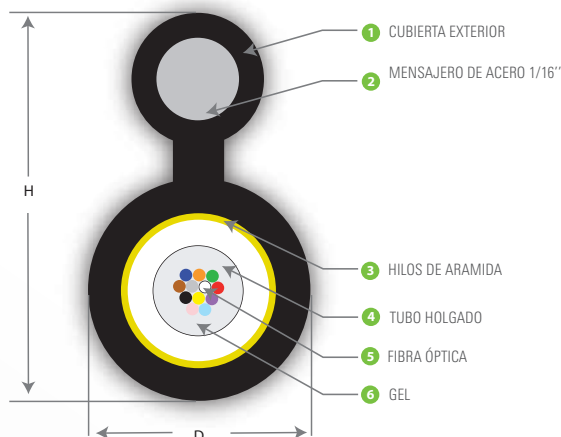 1 CUBIERTA EXTERIOR
2 MENSAJERO DE ACERO 1/16’’
H
3 HILOS DE ARAMIDA
4 TUBO HOLGADO
5 FIBRA ÓPTICA
6 GEL
D